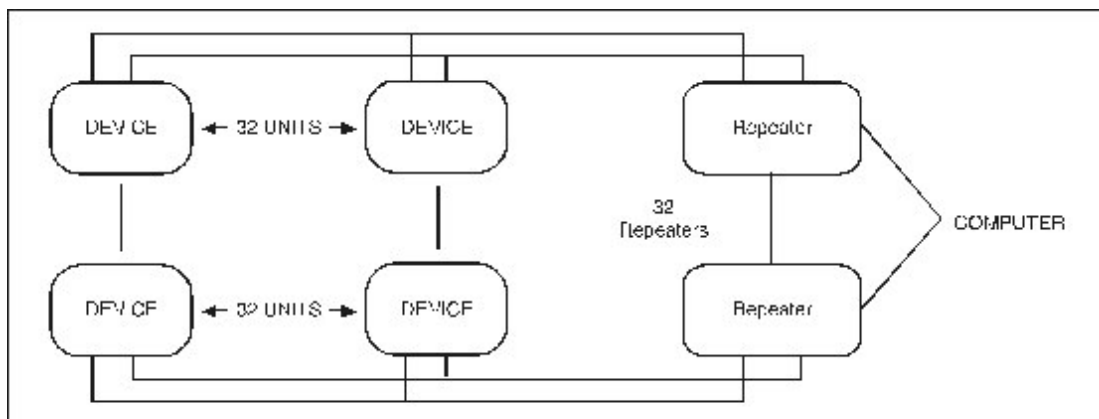 DEVICE 32 UNITS DEVICE Repeater
32
Repeaters
COMPUTER
DEVICE 32 UNITS DEVICE Repeater